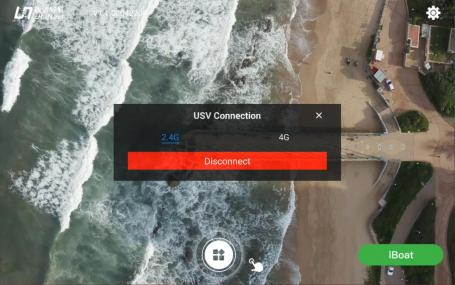 USV Connection
×
2.4G 4G
Disconnect
iBoat